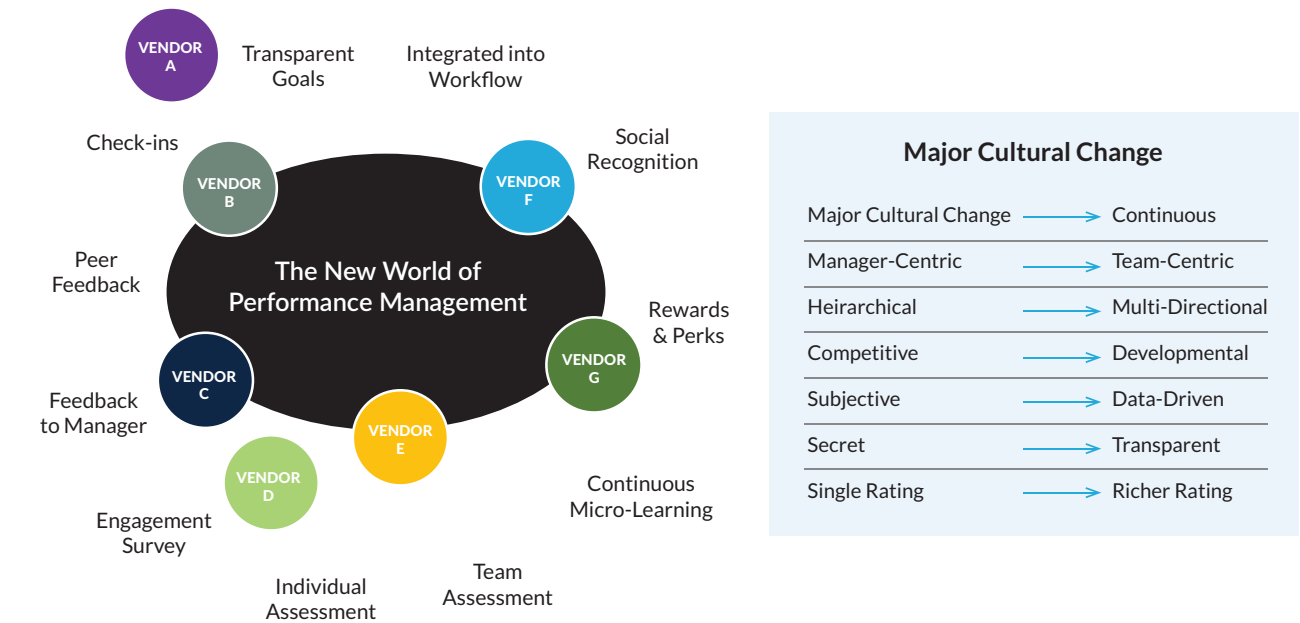 VENDOR
A
Transparent
Goals
Integrated into
Workflow
Check-ins
VENDOR
B
VENDOR
F
Social
Recognition
Peer
Feedback
The New World of
Performance Management
Rewards
& Perks
VENDOR
C
VENDOR
G
Feedback
to Manager
VENDOR
E
VENDOR
D
Continuous
Micro-Learning
Engagement
Survey
Individual
Assessment
Team
Assessment
Major Cultural Change
Major Cultural Change Continuous
Manager-Centric Team-Centric
Heirarchical Multi-Directional
Competitive Developmental
Subjective Data-Driven
Secret Transparent
Single Rating Richer Rating